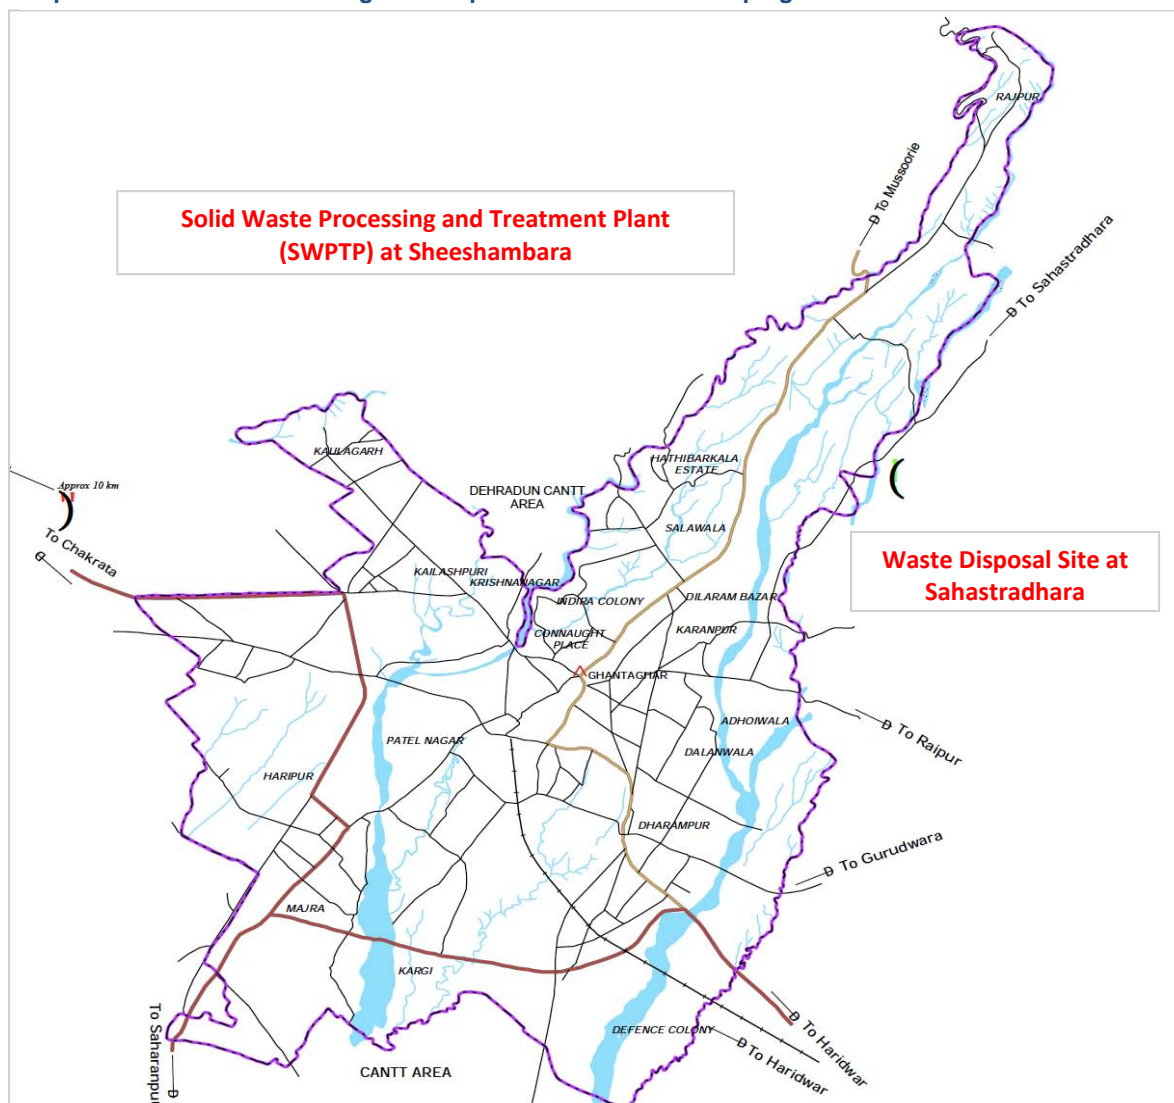 RAJPUR
D To Mussoorie
Solid Waste Processing and Treatment Plant
(SWPTP) at Sheeshambara
D To Sahastradhara
KAULAGARH
HATHIBARKALA
ESTATE
Approx 10 km
DEHRADUN CANTT
AREA
SALAWALA
To Chakrata
D
Waste Disposal Site at
Sahastradhara
KAILASHPURI
KRISHNANAGAR
INDIRA COLONY
DILARAM BAZAR
CONNAUGHT
PLACE
KARANPUR
GHANTAGHAR
ADHOIWALA
PATEL NAGAR
DALANWALA
D To Raipur
HARIPUR
DHARAMPUR
D To Gurudwara
MAJRA
KARGI
DEFENCE COLONY
D To Haridwar
D To Haridwar
To Saharanpur
D
CANTT AREA